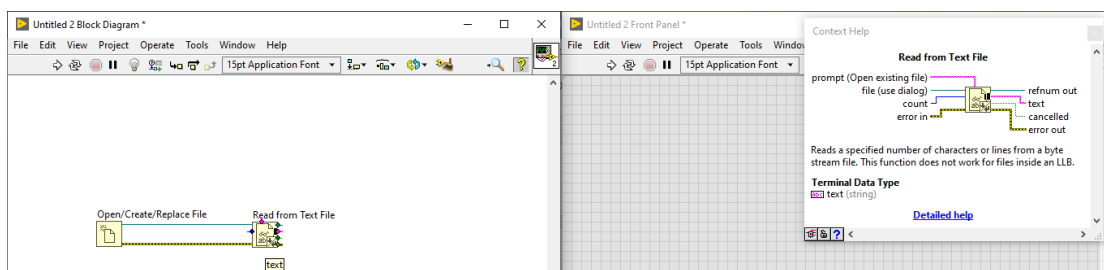 Untitled 2 Block Diagram *
File Edit View Project Operate Tools Window Help
15pt Application Font
2
Open/Create/Replace File
Read from Text File
text
Untitled 2 Front Panel *
File Edit View Project Operate Tools Window
15pt Application Font
Context Help
Read from Text File
prompt (Open existing file)
file (use dialog)
count
error in
refnum out
text
cancelled
error out
Reads a specified number of characters or lines from a byte
stream file. This function does not work for files inside an LLB.
Terminal Data Type
abc text (string)
Detailed help